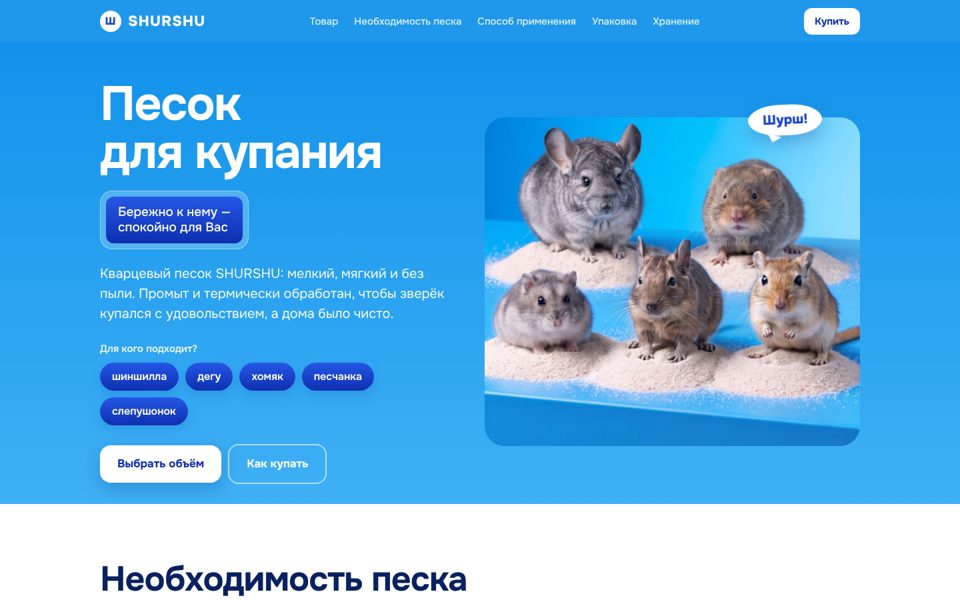 Ш SHURSHU
Товар Необходимость песка Способ применения Упаковка Хранение
Купить
Песок
для купания
Бережно к нему —
спокойно для Вас
Кварцевый песок SHURSHU: мелкий, мягкий и без
пыли. Промыт и термически обработан, чтобы зверёк
купался с удовольствием, а дома было чисто.
Для кого подходит?
шиншилла дегу хомяк песчанка
слепушонок
Выбрать объём Как купать
Шурш!
Необходимость песка